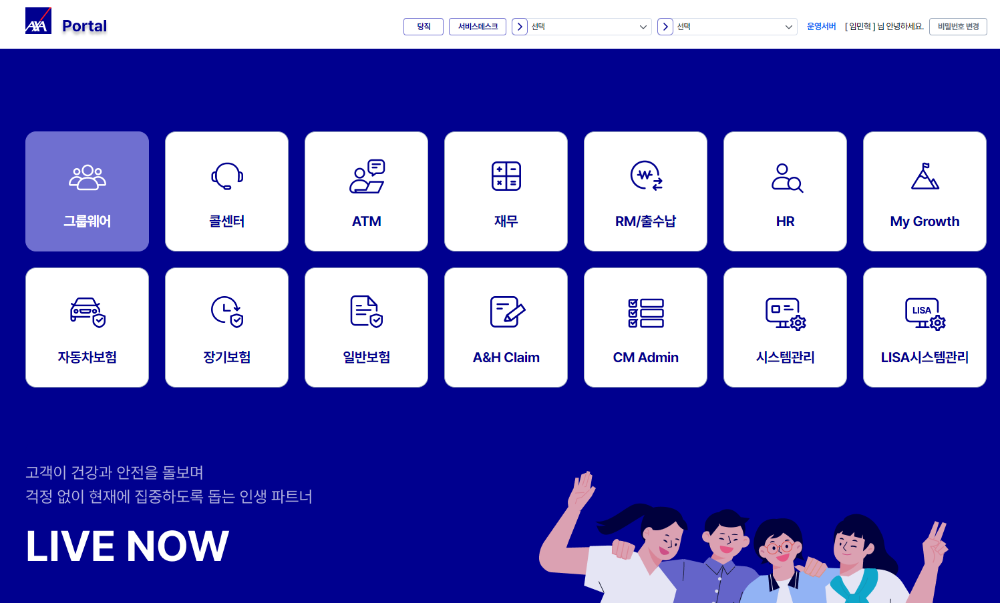 AXA
Portal
당직
서비스데스크
선택
선택
운영서버
[ 임민혁 ] 님 안녕하세요.
비밀번호 변경
그룹웨어
콜센터
ATM
재무
RM/출수납
HR
My Growth
자동차보험
장기보험
일반보험
A&H Claim
CM Admin
시스템관리
LISA
LISA시스템관리
고객이 건강과 안전을 돌보며
걱정 없이 현재에 집중하도록 돕는 인생 파트너
LIVE NOW